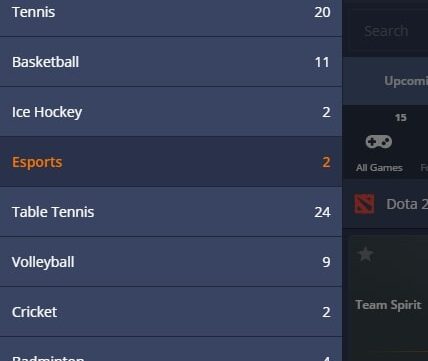 Tennis 20
Basketball 11
Ice Hockey 2
Esports 2
Table Tennis 24
Volleyball 9
Cricket 2
Badminton 4
Search
Upcomi
15
All Games
Dota 2
Team Spirit